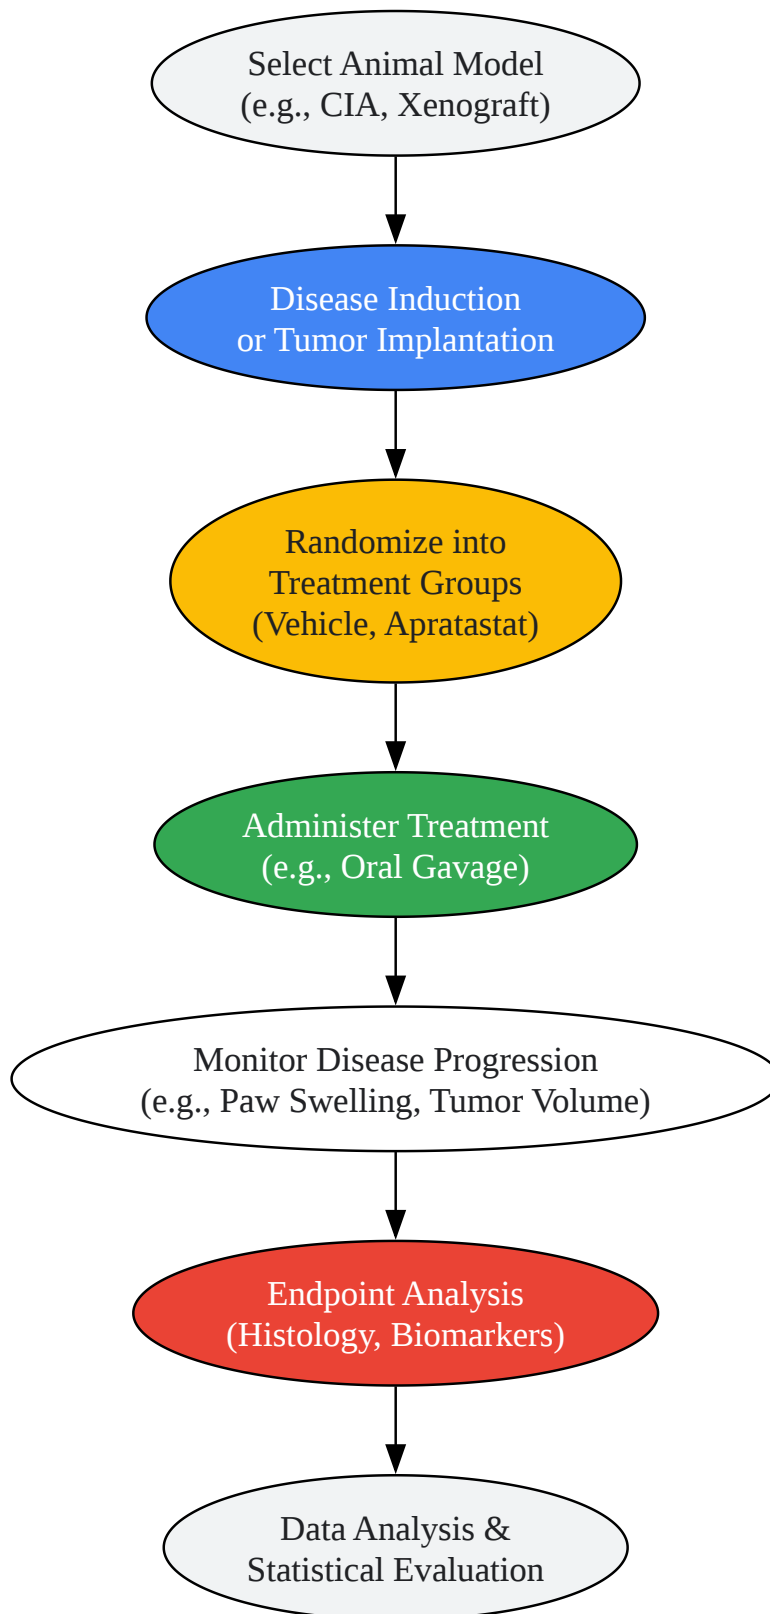 Select Animal Model
(e.g., CIA, Xenograft)
Disease Induction
or Tumor Implantation
Randomize into
Treatment Groups
(Vehicle, Apratastat)
Administer Treatment
(e.g., Oral Gavage)
Monitor Disease Progression
(e.g., Paw Swelling, Tumor Volume)
Endpoint Analysis
(Histology, Biomarkers)
Data Analysis &
Statistical Evaluation